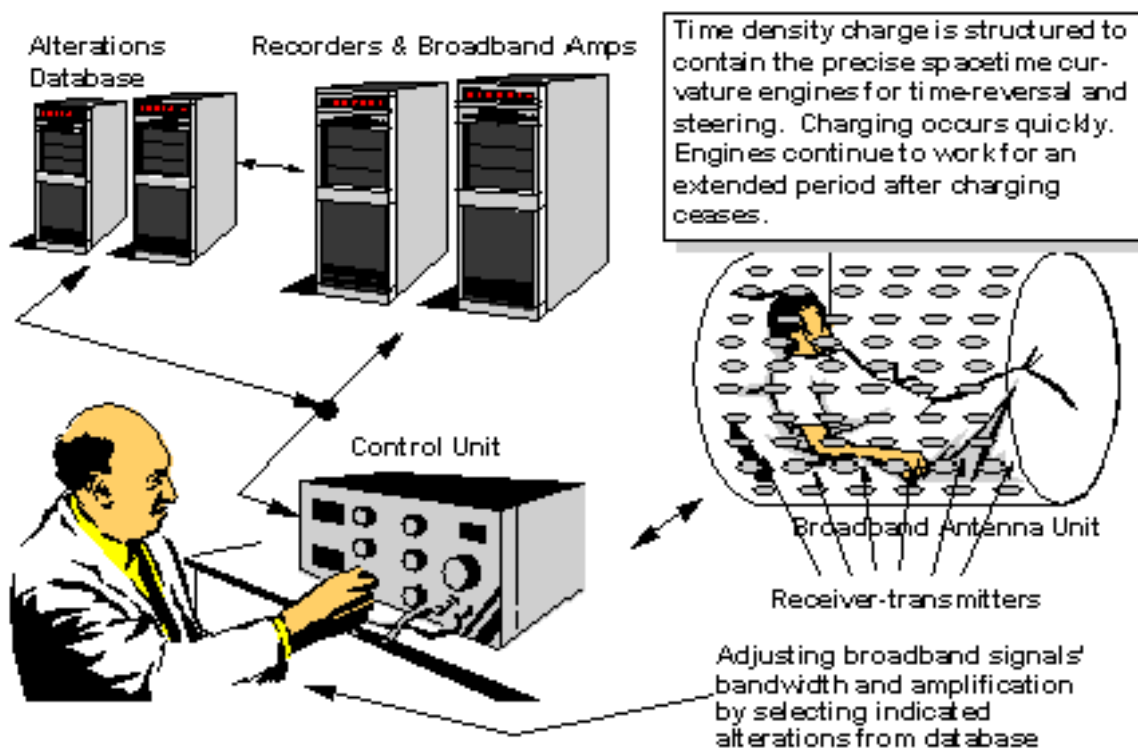 Alterations
Database
Recorders & Broadband Amps
Time density charge is structured to
contain the precise spacetime cur-
vature engines for time-reversal and
steering. Charging occurs quickly.
Engines continue to work for an
extended period after charging
ceases.
Control Unit
Broadband Antenna Unit
Receiver-transmitters
Adjusting broadband signals'
bandwidth and amplification
by selecting indicated
alterations from database